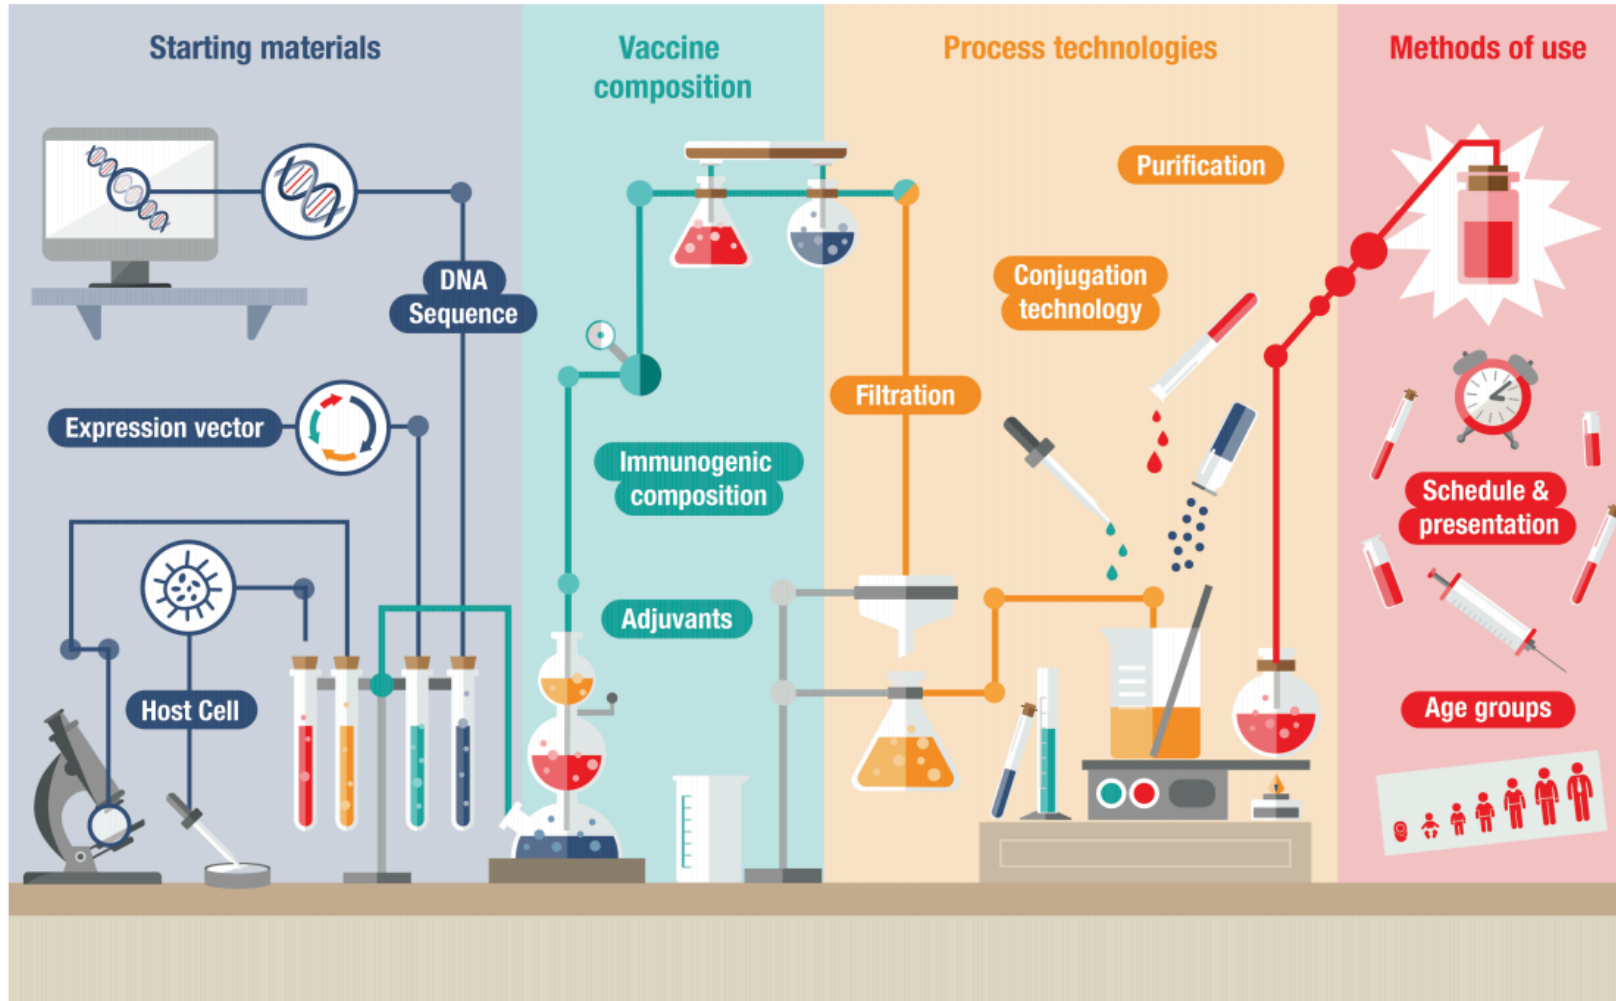 Starting materials
DNA
Sequence
Expression vector
Host Cell
Vaccine
composition
Immunogenic
composition
Adjuvants
Process technologies
Purification
Conjugation
technology
Filtration
Methods of use
Schedule &
presentation
Age groups